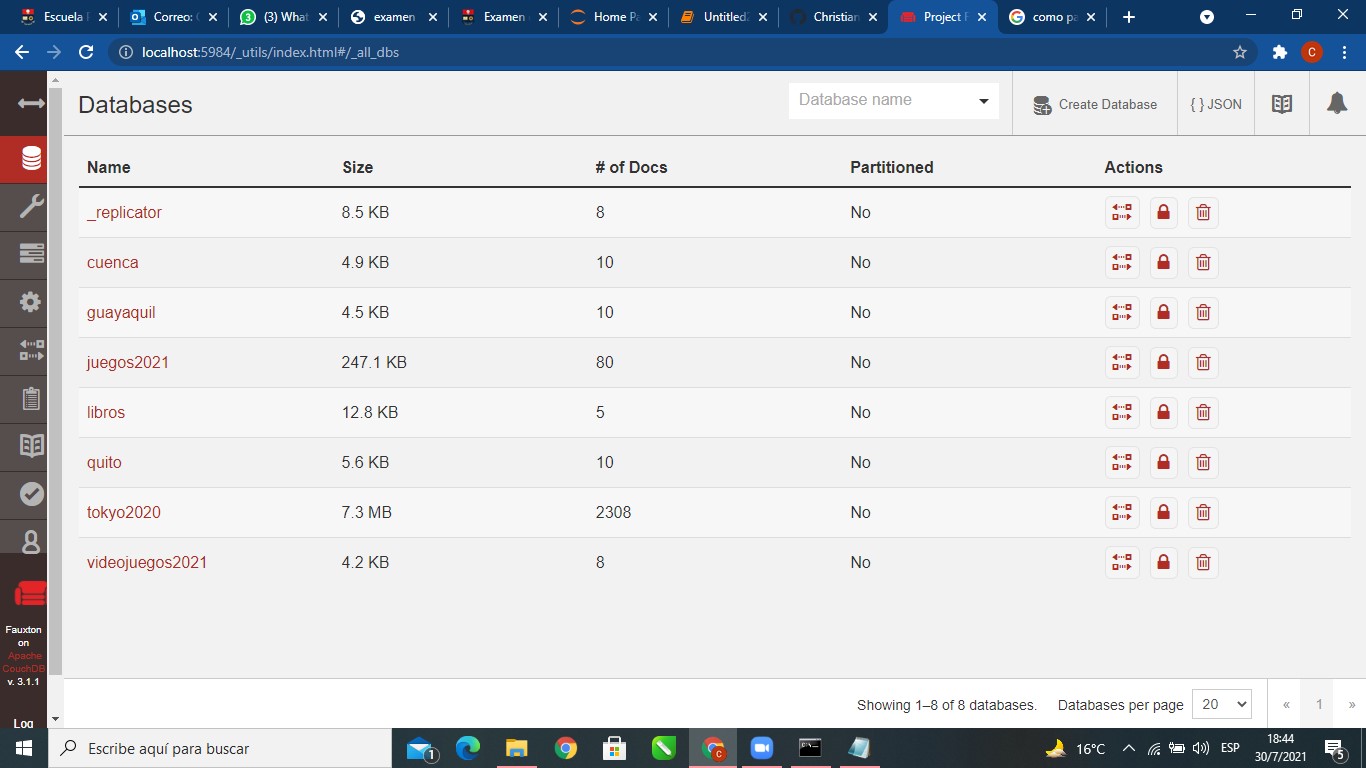 Escuela P
Correo: C
(3) What
examen
Examen
Home Pa
Untitled2
Christian
Project F
como pa
localhost:5984/_utils/index.html#/_all_dbs
C
Databases
Database name
Create Database
{ } JSON
Name Size # of Docs Partitioned Actions
_replicator 8.5 KB 8 No
cuenca 4.9 KB 10 No
guayaquil 4.5 KB 10 No
juegos2021 247.1 KB 80 No
libros 12.8 KB 5 No
quito 5.6 KB 10 No
tokyo2020 7.3 MB 2308 No
videojuegos2021 4.2 KB 8 No
Fauxton
on
Apache
CouchDB
v. 3.1.1
Log
Showing 1–8 of 8 databases.
Databases per page 20
« 1 »
Escribe aquí para buscar
1
C
16°C
ESP
18:44
30/7/2021
5